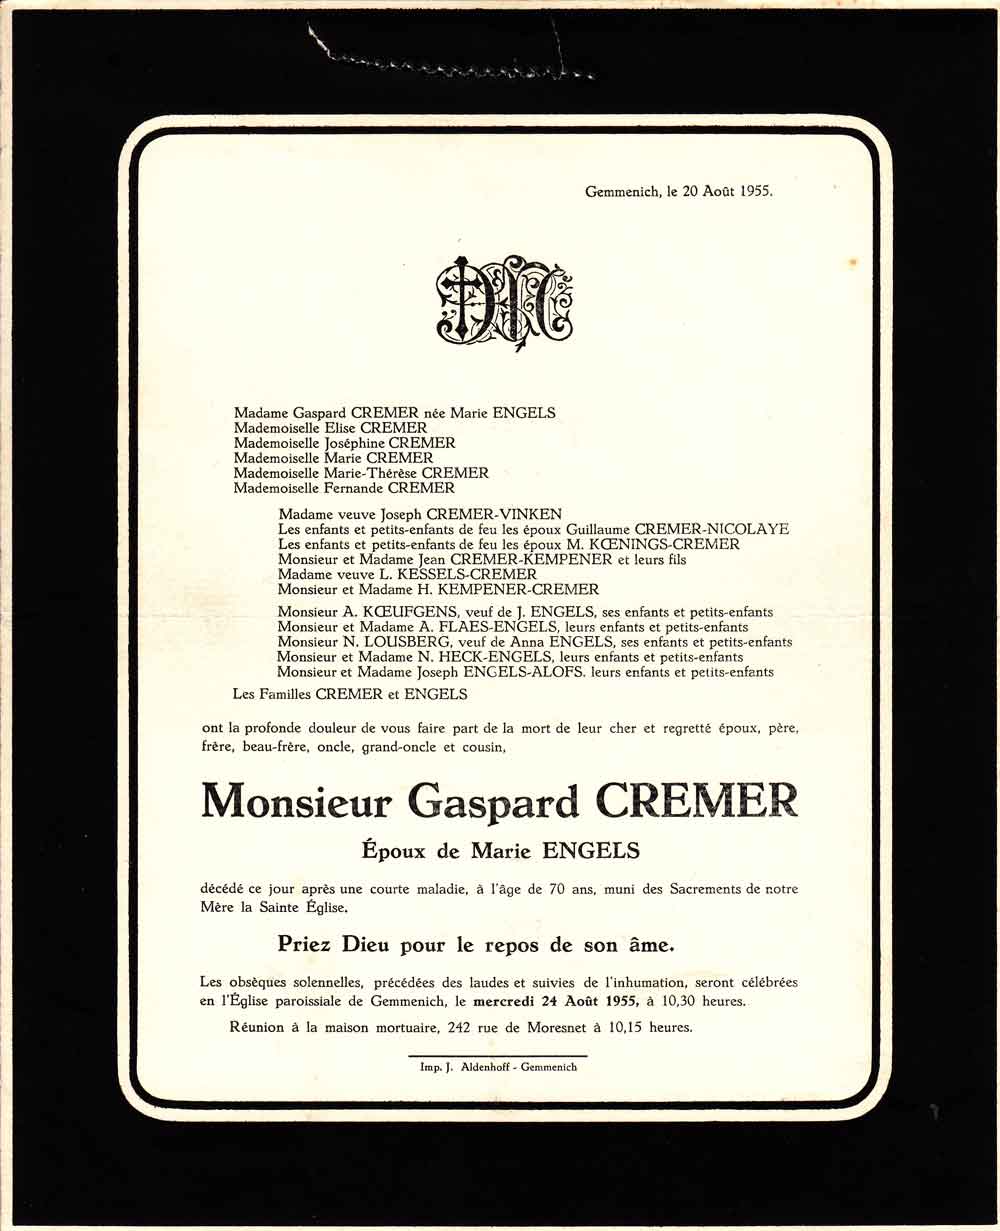 Gemmenich, le 20 Août 1955.
Madame Gaspard CREMER née Marie ENGELS
Mademoiselle Elise CREMER
Mademoiselle Joséphine CREMER
Mademoiselle Marie CREMER
Mademoiselle Marie-Thérèse CREMER
Mademoiselle Fernande CREMER
Madame veuve Joseph CREMER-VINKEN
Les enfants et petits-enfants de feu les époux Guillaume CREMER-NICOLAYE
Les enfants et petits-enfants de feu les époux M. KŒNINGS-CREMER
Monsieur et Madame Jean CREMER-KEMPENER et leurs fils
Madame veuve L. KESSELS-CREMER
Monsieur et Madame H. KEMPENER-CREMER
Monsieur A. KŒUFGENS, veuf de J. ENGELS, ses enfants et petits-enfants
Monsieur et Madame A. FLAES-ENGELS, leurs enfants et petits-enfants
Monsieur N. LOUSBERG, veuf de Anna ENGELS, ses enfants et petits-enfants
Monsieur et Madame N. HECK-ENGELS, leurs enfants et petits-enfants
Monsieur et Madame Joseph ENGELS-ALOFS. leurs enfants et petits-enfants
Les Familles CREMER et ENGELS
ont la profonde douleur de vous faire part de la mort de leur cher et regretté époux, père,
frère, beau-frère, oncle, grand-oncle et cousin,
Monsieur Gaspard CREMER
Époux de Marie ENGELS
décédé ce jour après une courte maladie, à l'âge de 70 ans, muni des Sacrements de notre
Mère la Sainte Église.
Priez Dieu pour le repos de son âme.
Les obsèques solennelles, précédées des laudes et suivies de l'inhumation, seront célébrées
en l'Église paroissiale de Gemmenich, le mercredi 24 Août 1955, à 10,30 heures.
Réunion à la maison mortuaire, 242 rue de Moresnet à 10,15 heures.
Imp. J. Aldenhoff - Gemmenich